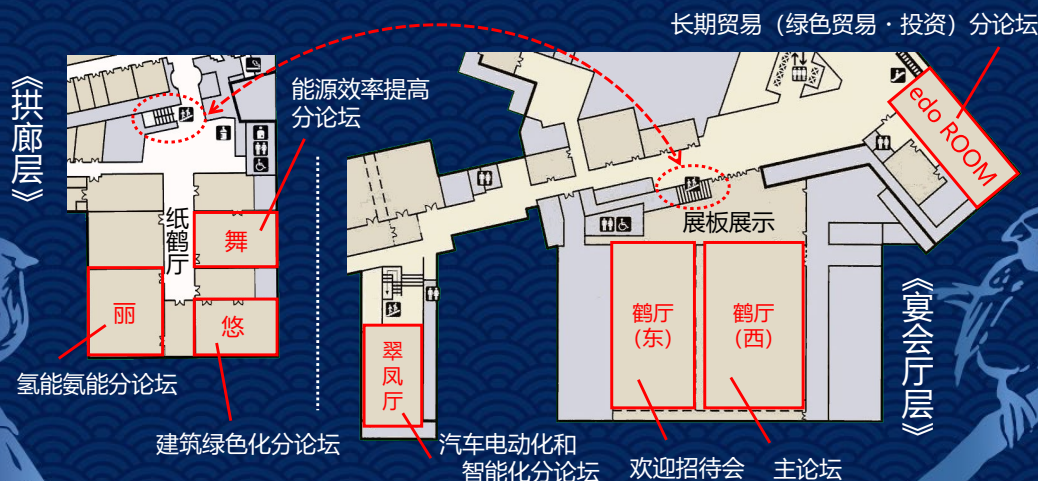 长期贸易（绿色贸易・投资）分论坛
《拱廊层》
能源效率提高
分论坛
edo ROOM
纸鹤厅
舞
展板展示
丽
悠
鹤厅
(东)
鹤厅
(西)
翠凤厅
《宴会厅层》
氢能氨能分论坛
建筑绿色化分论坛
汽车电动化和
智能化分论坛
欢迎招待会
主论坛